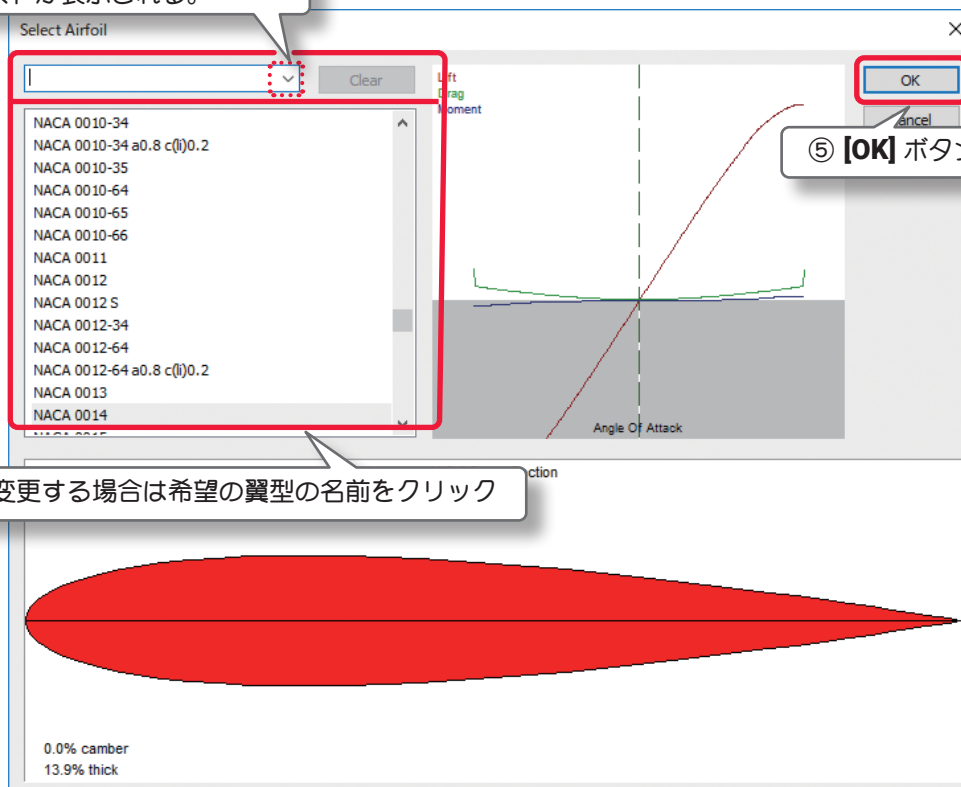 が表示される。
Select Airfoil
Clear
OK
Lift
Drag
Moment
⑤ [OK] ボタン
NACA 0010-34
NACA 0010-34 a0.8 c(li)0.2
NACA 0010-35
NACA 0010-64
NACA 0010-65
NACA 0010-66
NACA 0011
NACA 0012
NACA 0012 S
NACA 0012-34
NACA 0012-64
NACA 0012-64 a0.8 c(li)0.2
NACA 0013
NACA 0014
Angle Of Attack
変更する場合は希望の翼型の名前をクリック
0.0% camber
13.9% thick